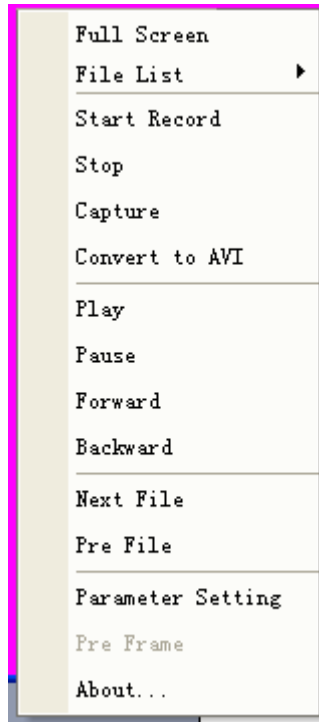 Full Screen
File List
Start Record
Stop
Capture
Convert to AVI
Play
Pause
Forward
Backward
Next File
Pre File
Parameter Setting
Pre Frame
About...